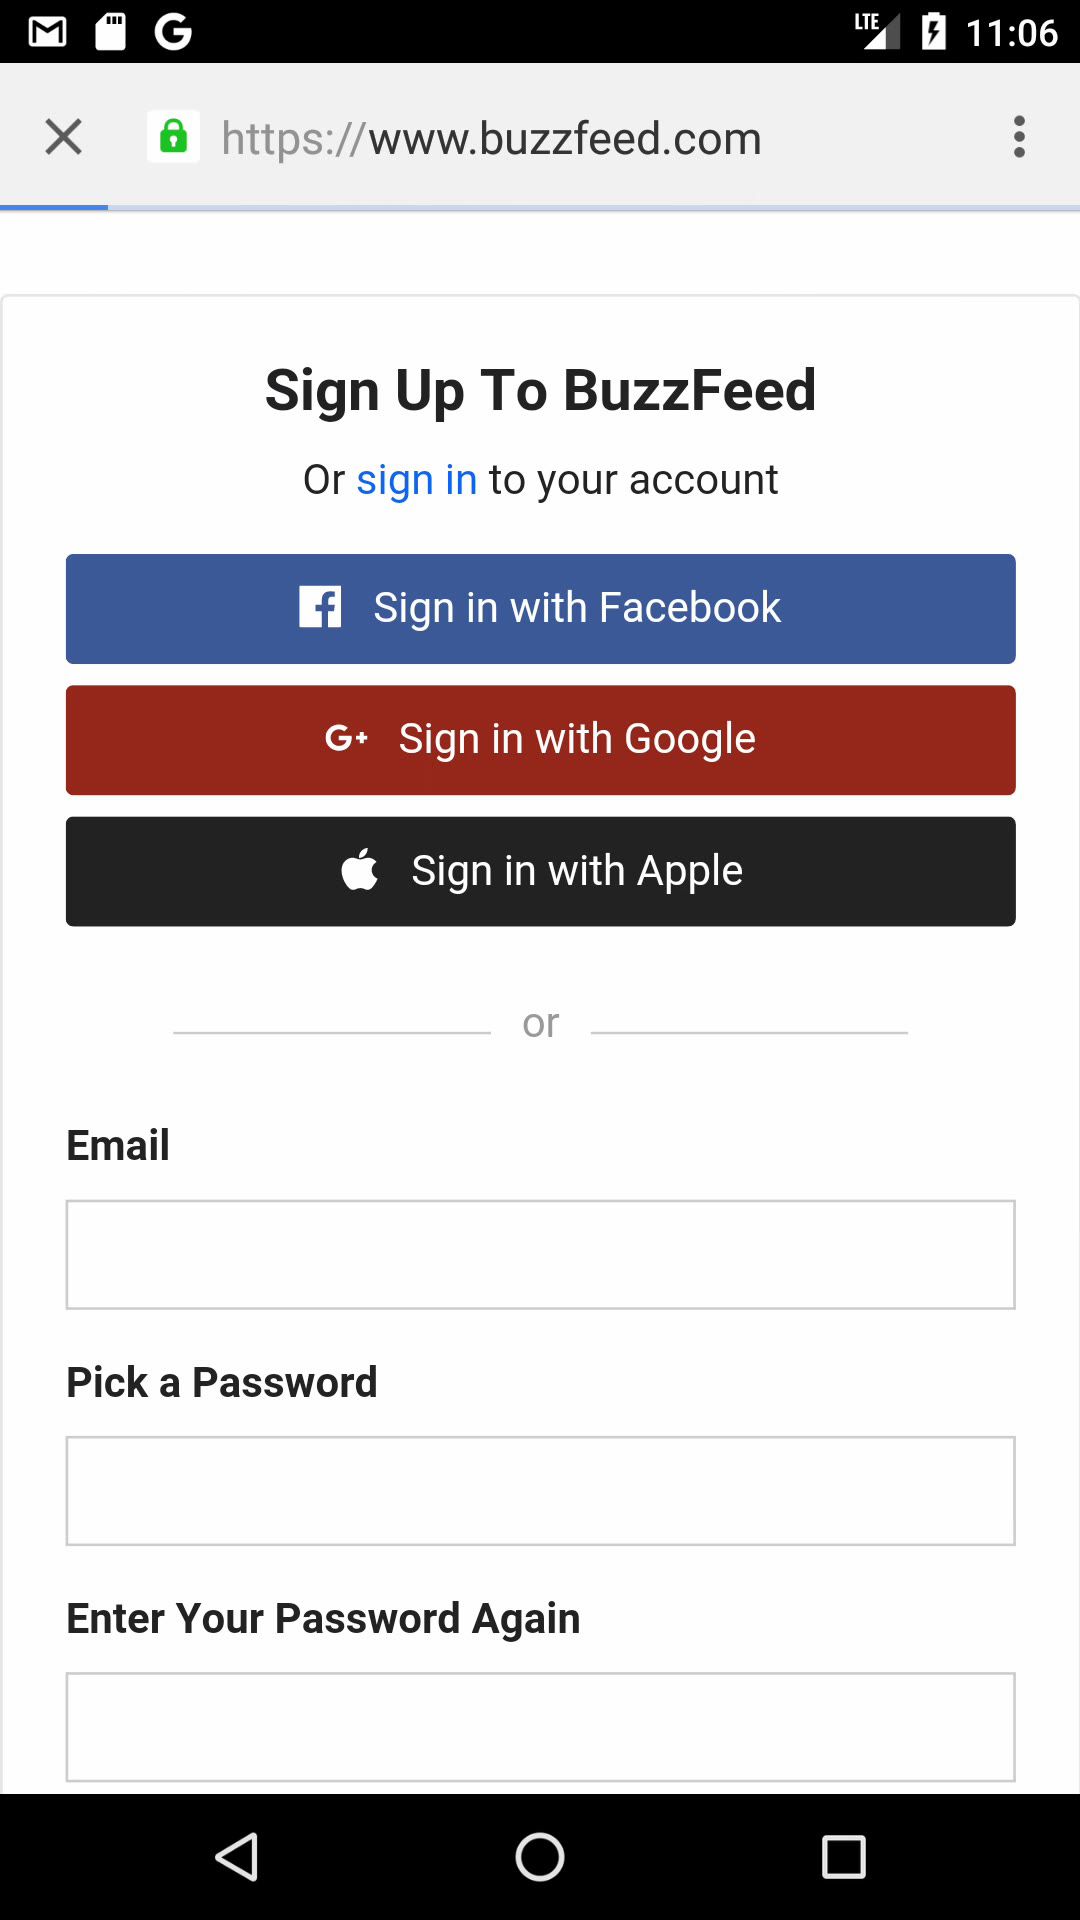 LTE 11:06
https://www.buzzfeed.com
Sign Up To BuzzFeed
Or sign in to your account
Sign in with Facebook
G+ Sign in with Google
Sign in with Apple
or
Email
Pick a Password
Enter Your Password Again